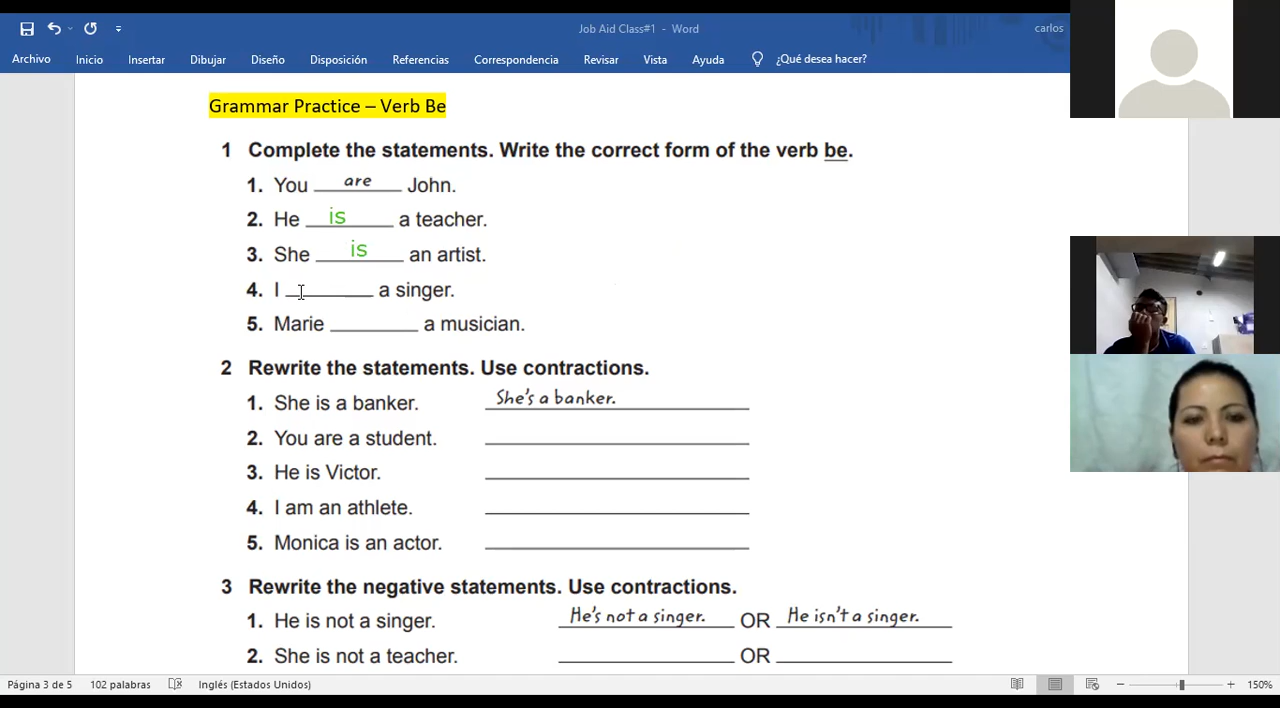 Job Aid Class#1 - Word
carlos
Archivo Inicio Insertar Dibujar Diseño Disposición Referencias Correspondencia Revisar Vista Ayuda ¿Qué desea hacer?
Grammar Practice – Verb Be
1 Complete the statements. Write the correct form of the verb be.
1. You are John.
2. He is a teacher.
3. She is an artist.
4. I ________ a singer.
5. Marie ________ a musician.
2 Rewrite the statements. Use contractions.
1. She is a banker. She's a banker.
2. You are a student.
3. He is Victor.
4. I am an athlete.
5. Monica is an actor.
3 Rewrite the negative statements. Use contractions.
1. He is not a singer. He's not a singer. OR He isn't a singer.
2. She is not a teacher. ________ OR ________
Página 3 de 5 102 palabras Inglés (Estados Unidos) 150%